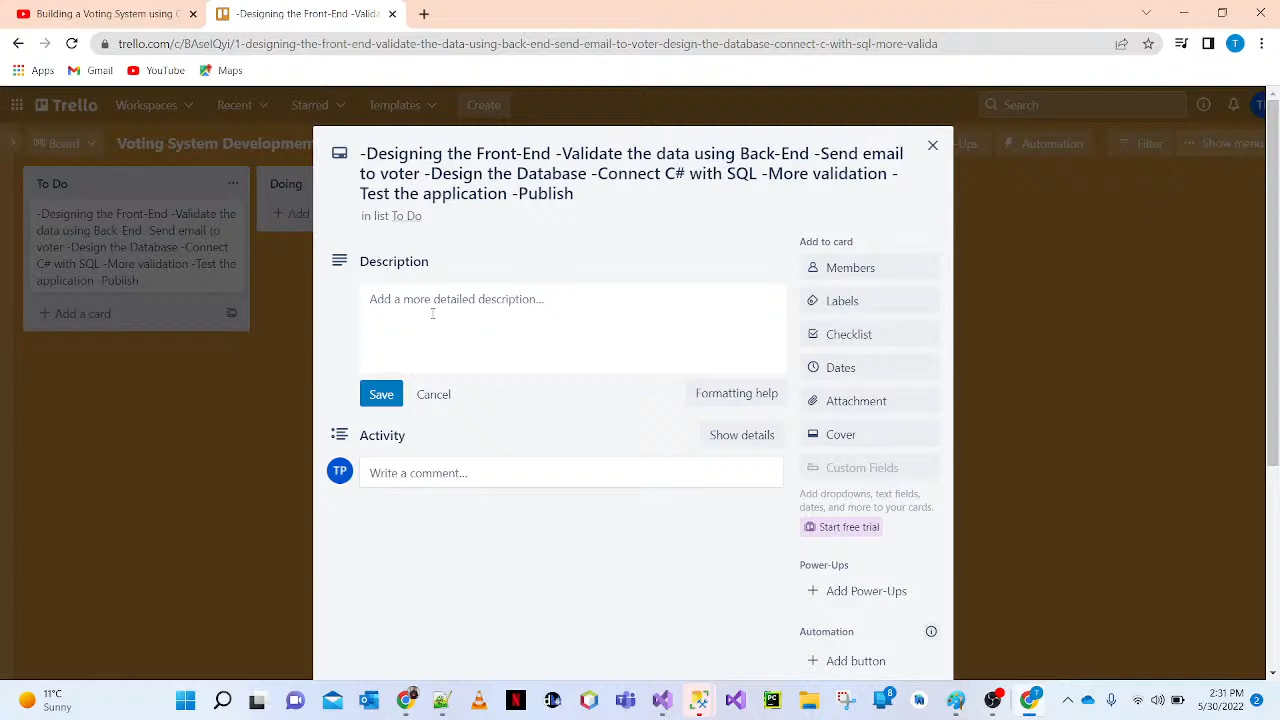 Building a Voting System using C
-Designing the Front-End -Valida
trello.com/c/BAseIQyi/1-designing-the-front-end-validate-the-data-using-back-end-send-email-to-voter-design-the-database-connect-c-with-sql-more-valida
T
Apps
Gmail
YouTube
Maps
Trello
Workspaces
Recent
Starred
Templates
Create
Search
Board
Voting System Developmen
-Ups
Automation
Filter
Show menu
To Do
-Designing the Front-End -Validate the
data using Back End -Send email to
voter -Design the Database -Connect
C# with SQL -More validation -Test the
application -Publish
Add a card
Doing
Add
-Designing the Front-End -Validate the data using Back-End -Send email
to voter -Design the Database -Connect C# with SQL -More validation -
Test the application -Publish
in list To Do
Description
Add a more detailed description...
Save
Cancel
Formatting help
Activity
Show details
TP
Write a comment...
Add to card
Members
Labels
Checklist
Dates
Attachment
Cover
Custom Fields
Add dropdowns, text fields,
dates, and more to your cards.
Start free trial
Power-Ups
Add Power-Ups
Automation
Add button
11°C
Sunny
8
2:31 PM
5/30/2022
2